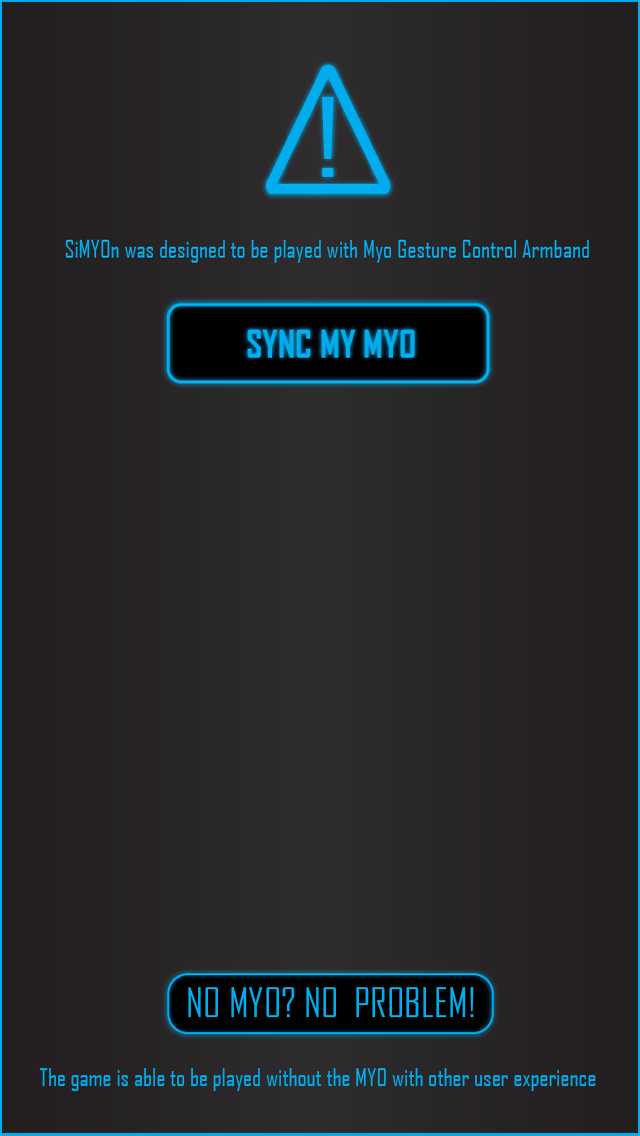 !
SiMYOn was designed to be played with Myo Gesture Control Armband
SYNC MY MYO
NO MYO? NO PROBLEM!
The game is able to be played without the MYO with other user experience